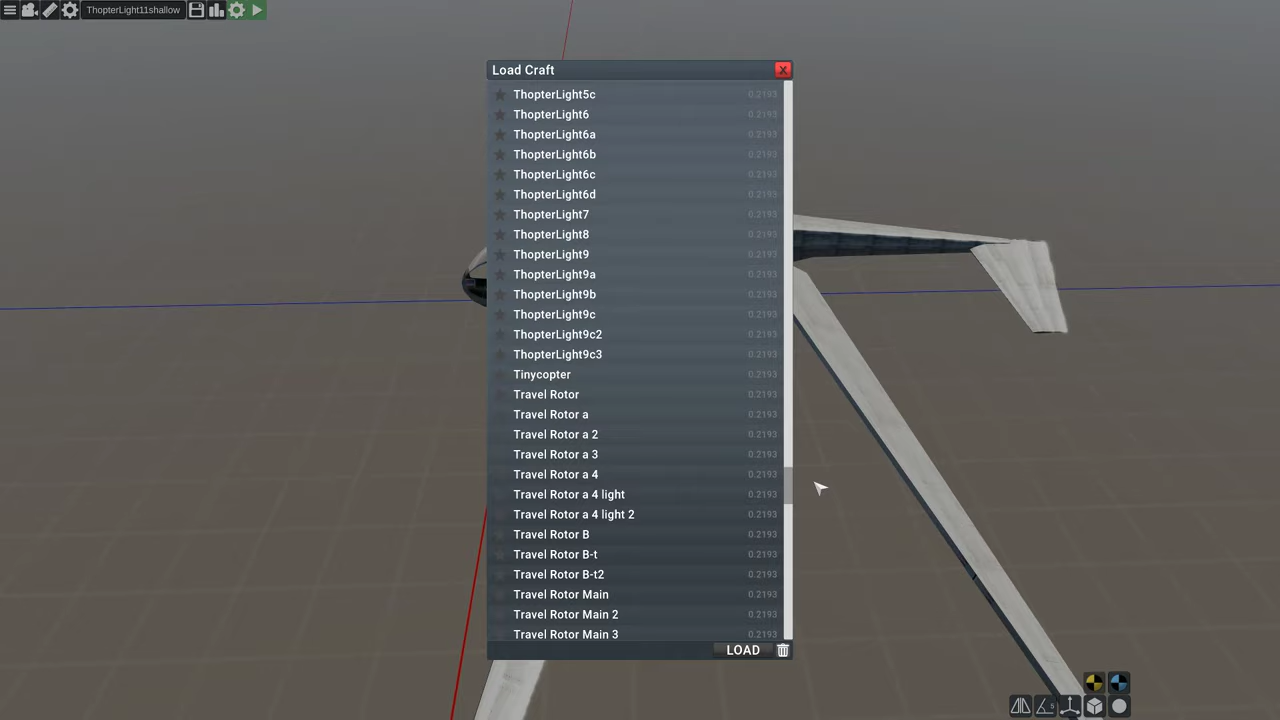 ThopterLight11shallow
Load Craft
X
ThopterLight5c 0.2193
ThopterLight6 0.2193
ThopterLight6a 0.2193
ThopterLight6b 0.2193
ThopterLight6c 0.2193
ThopterLight6d 0.2193
ThopterLight7 0.2193
ThopterLight8 0.2193
ThopterLight9 0.2193
ThopterLight9a 0.2193
ThopterLight9b 0.2193
ThopterLight9c 0.2193
ThopterLight9c2 0.2193
ThopterLight9c3 0.2193
Tinycopter 0.2193
Travel Rotor 0.2193
Travel Rotor a 0.2193
Travel Rotor a 2 0.2193
Travel Rotor a 3 0.2193
Travel Rotor a 4 0.2193
Travel Rotor a 4 light 0.2193
Travel Rotor a 4 light 2 0.2193
Travel Rotor B 0.2193
Travel Rotor B-t 0.2193
Travel Rotor B-t2 0.2193
Travel Rotor Main 0.2193
Travel Rotor Main 2 0.2193
Travel Rotor Main 3 0.2193
LOAD
5